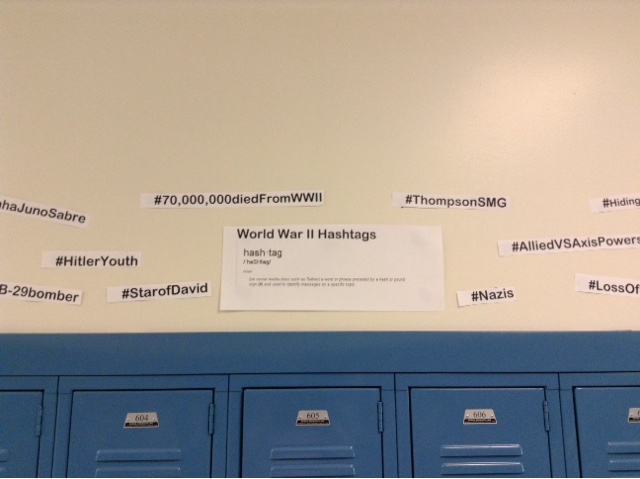 #70,000,000diedFromWWII
#ThompsonSMG
#Hiding
haJunoSabre
World War II Hashtags
hash·tag
#AlliedVSAxisPowers
#HitlerYouth
B-29bomber
#StarofDavid
#Nazis
#LossOf
604
605
606